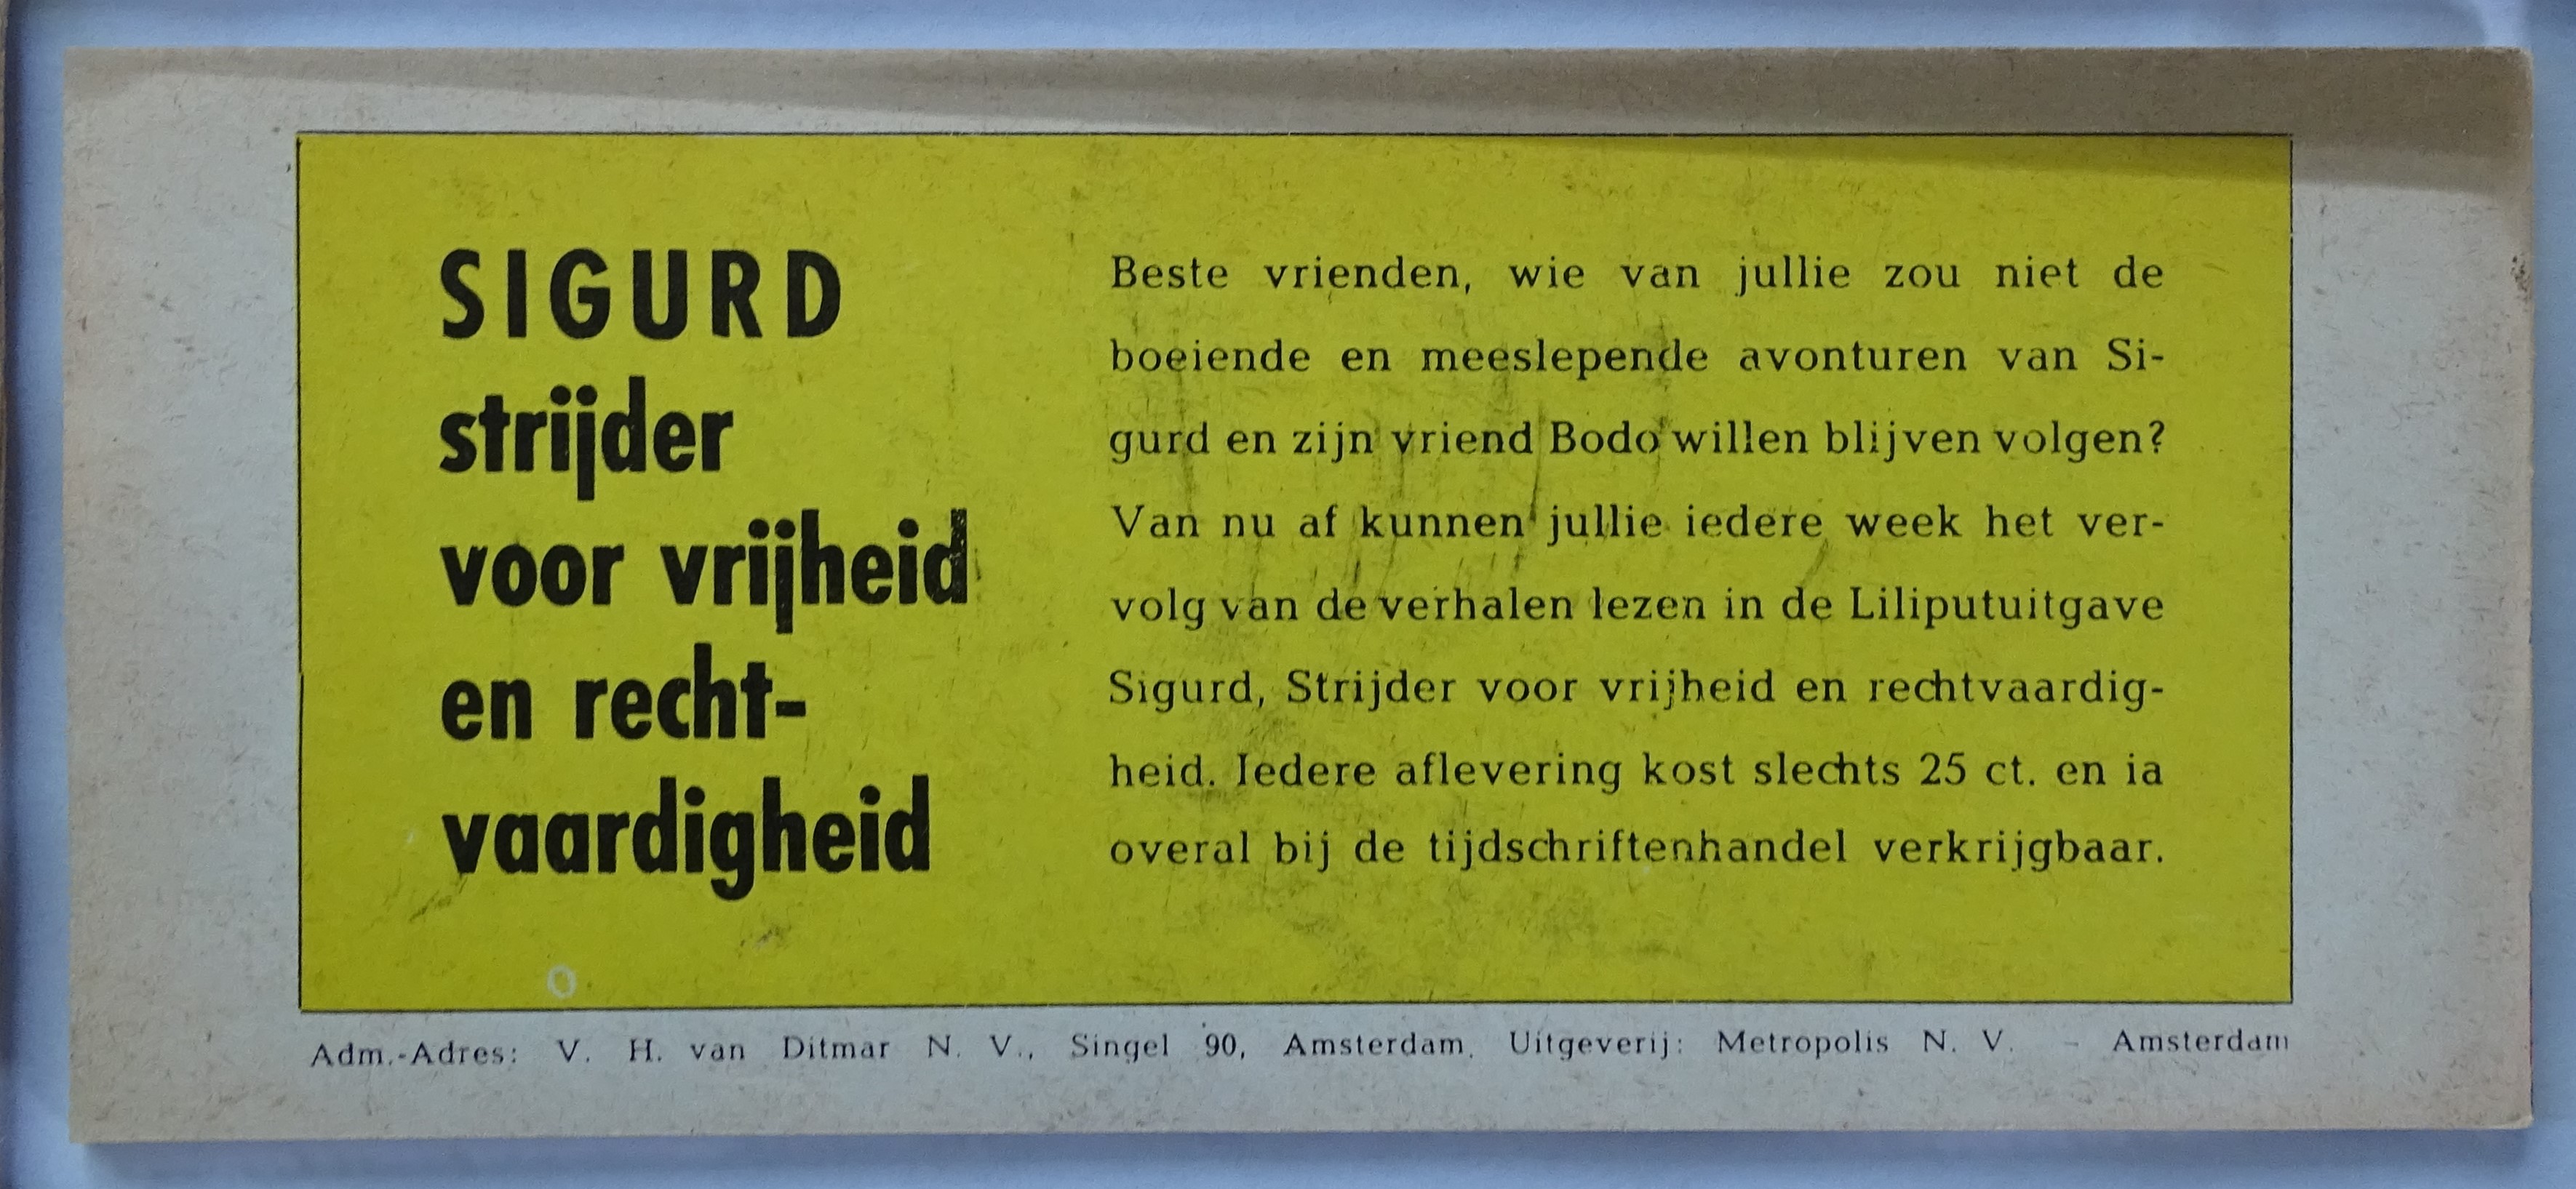 SIGURD
strijder
voor vrijheid
en recht-
vaardigheid
Beste vrienden, wie van jullie zou niet de
boeiende en meeslepende avonturen van Si-
gurd en zijn vriend Bodo willen blijven volgen?
Van nu af kunnen jullie iedere week het ver-
volg van de verhalen lezen in de Liliputuitgave
Sigurd, Strijder voor vrijheid en rechtvaardig-
heid. Iedere aflevering kost slechts 25 ct. en ia
overal bij de tijdschriftenhandel verkrijgbaar.
Adm.-Adres: V. H. van Ditmar N. V., Singel 90, Amsterdam. Uitgeverij: Metropolis N. V. - Amsterdam